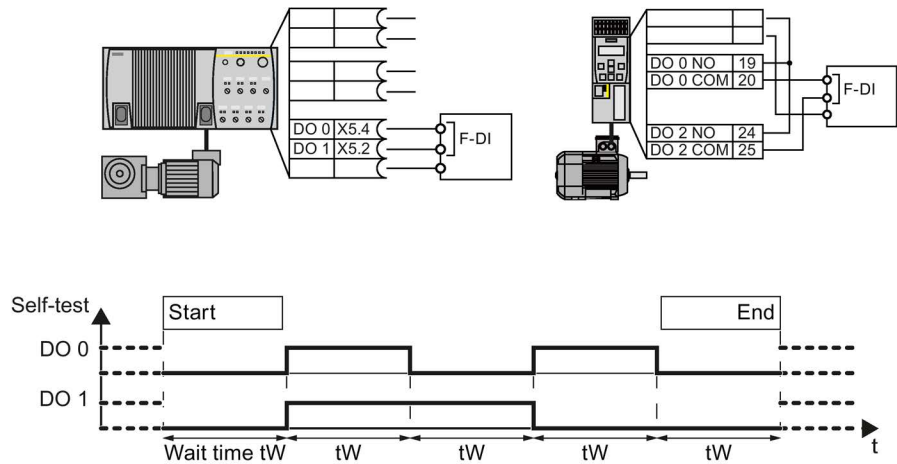 DO 0 NO 19
DO 0 COM 20
F-DI
DO 0 X5.4
DO 1 X5.2
F-DI
DO 2 NO 24
DO 2 COM 25
Self-test
Start
End
DO 0
DO 1
Wait time tW tW tW tW tW
t